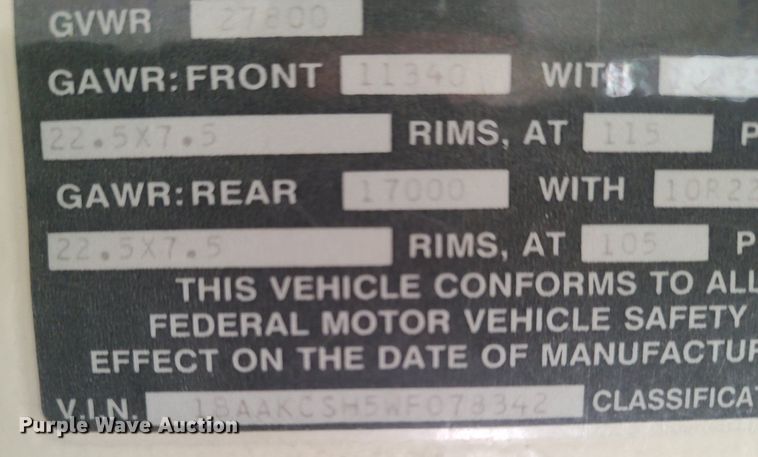 GVWR 27800
GAWR: FRONT 11340 WITH
22.5X7.5 RIMS, AT 115 P
GAWR: REAR 17000 WITH 10R22
22.5X7.5 RIMS, AT 105 P
THIS VEHICLE CONFORMS TO ALL
FEDERAL MOTOR VEHICLE SAFETY
EFFECT ON THE DATE OF MANUFACTUR
V.I.N. 1BAAKCSH5WF078342 CLASSIFICAT
Purple Wave Auction